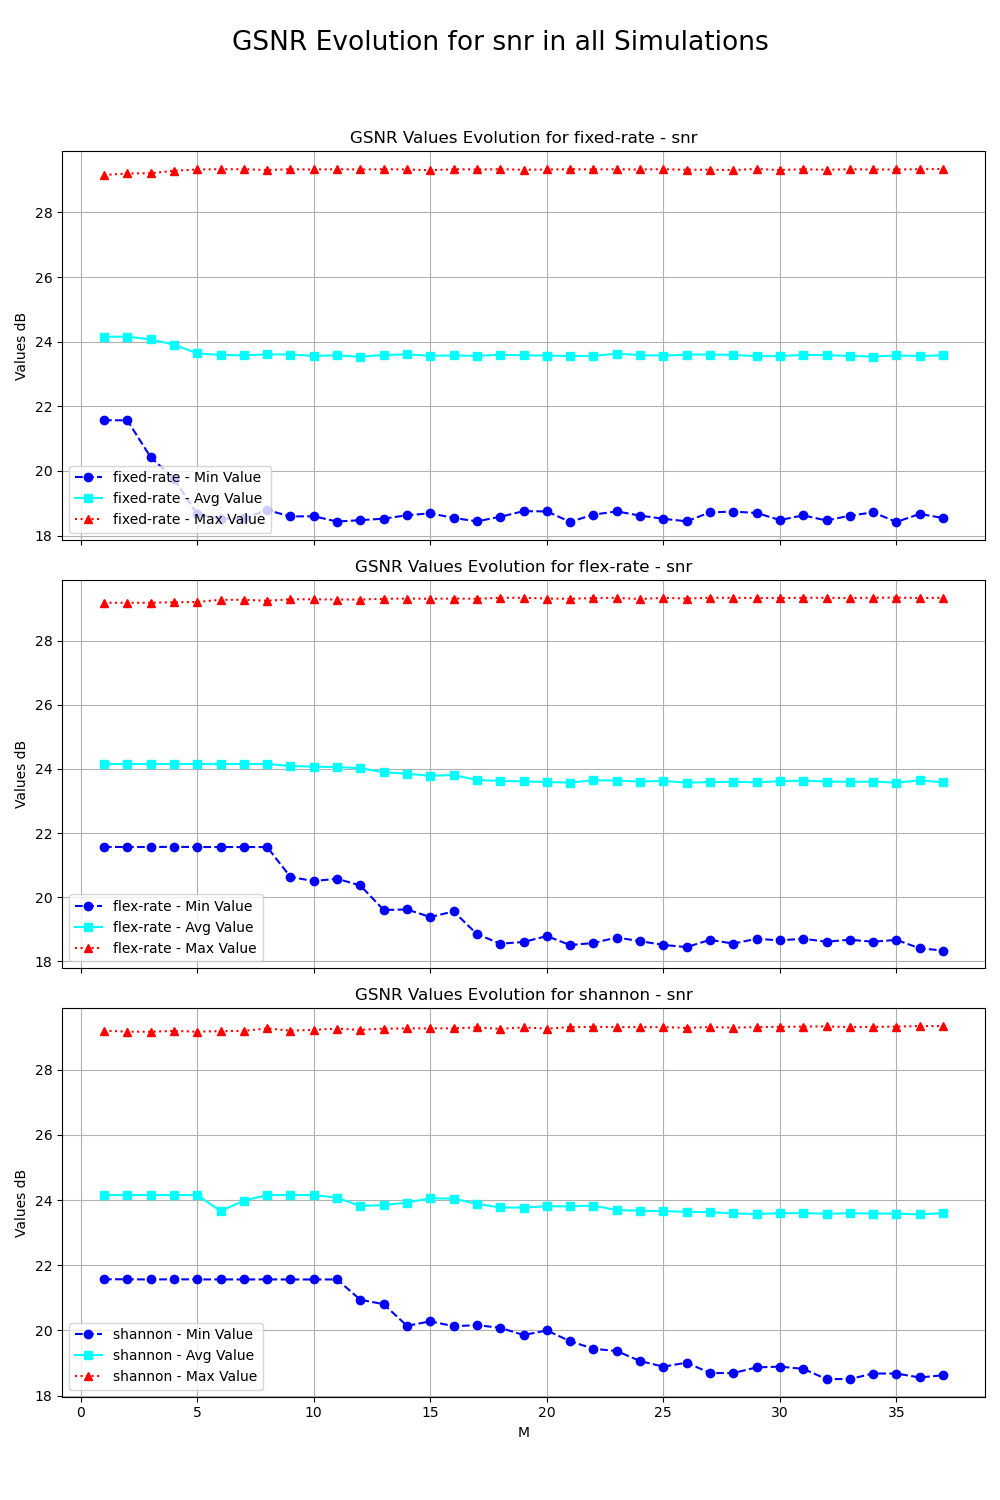 GSNR Evolution for snr in all Simulations
GSNR Values Evolution for fixed-rate - snr
28
26
24
22
20
18
Values dB
fixed-rate - Min Value
fixed-rate - Avg Value
fixed-rate - Max Value
GSNR Values Evolution for flex-rate - snr
28
26
24
22
20
18
Values dB
flex-rate - Min Value
flex-rate - Avg Value
flex-rate - Max Value
GSNR Values Evolution for shannon - snr
28
26
24
22
20
18
Values dB
shannon - Min Value
shannon - Avg Value
shannon - Max Value
0 5 10 15 20 25 30 35
M